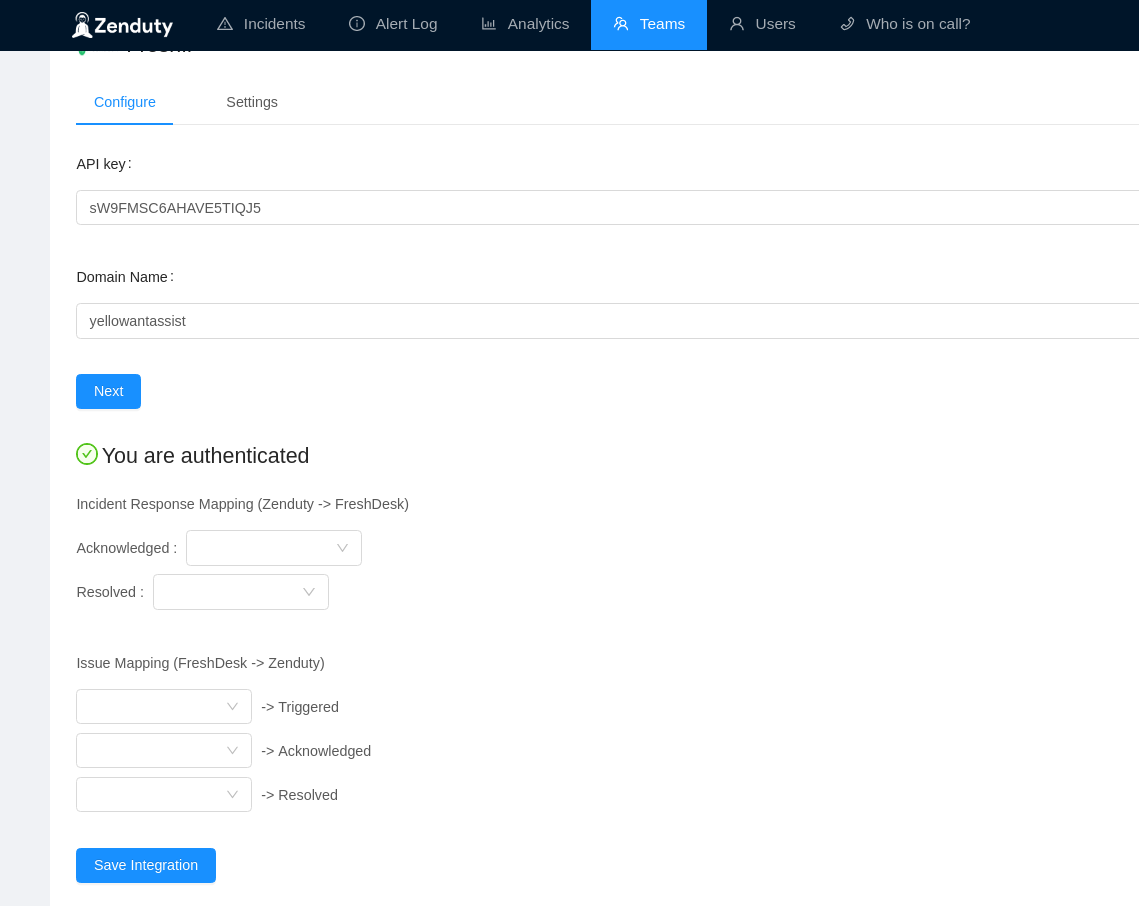 Zenduty Incidents Alert Log Analytics Teams Users Who is on call?
Configure Settings
API key :
sW9FMSC6AHAVE5TIQJ5
Domain Name :
yellowantassist
Next
You are authenticated
Incident Response Mapping (Zenduty -> FreshDesk)
Acknowledged :
Resolved :
Issue Mapping (FreshDesk -> Zenduty)
-> Triggered
-> Acknowledged
-> Resolved
Save Integration